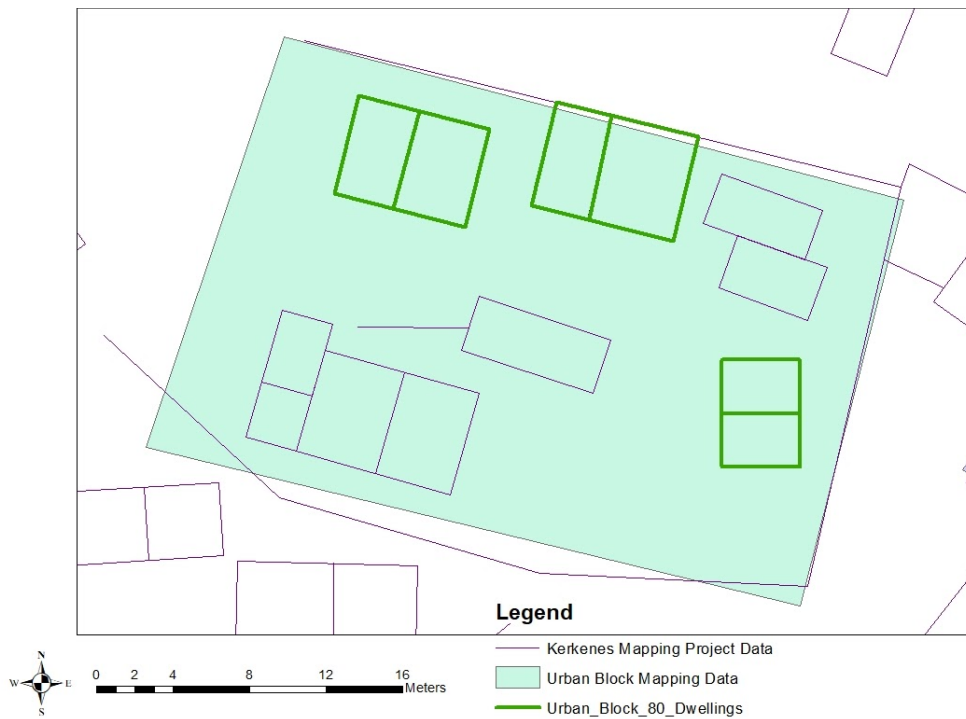 Legend
Kerkenes Mapping Project Data
Urban Block Mapping Data
Urban_Block_80_Dwellings
N
W E
S
0 2 4 8 12 16
Meters